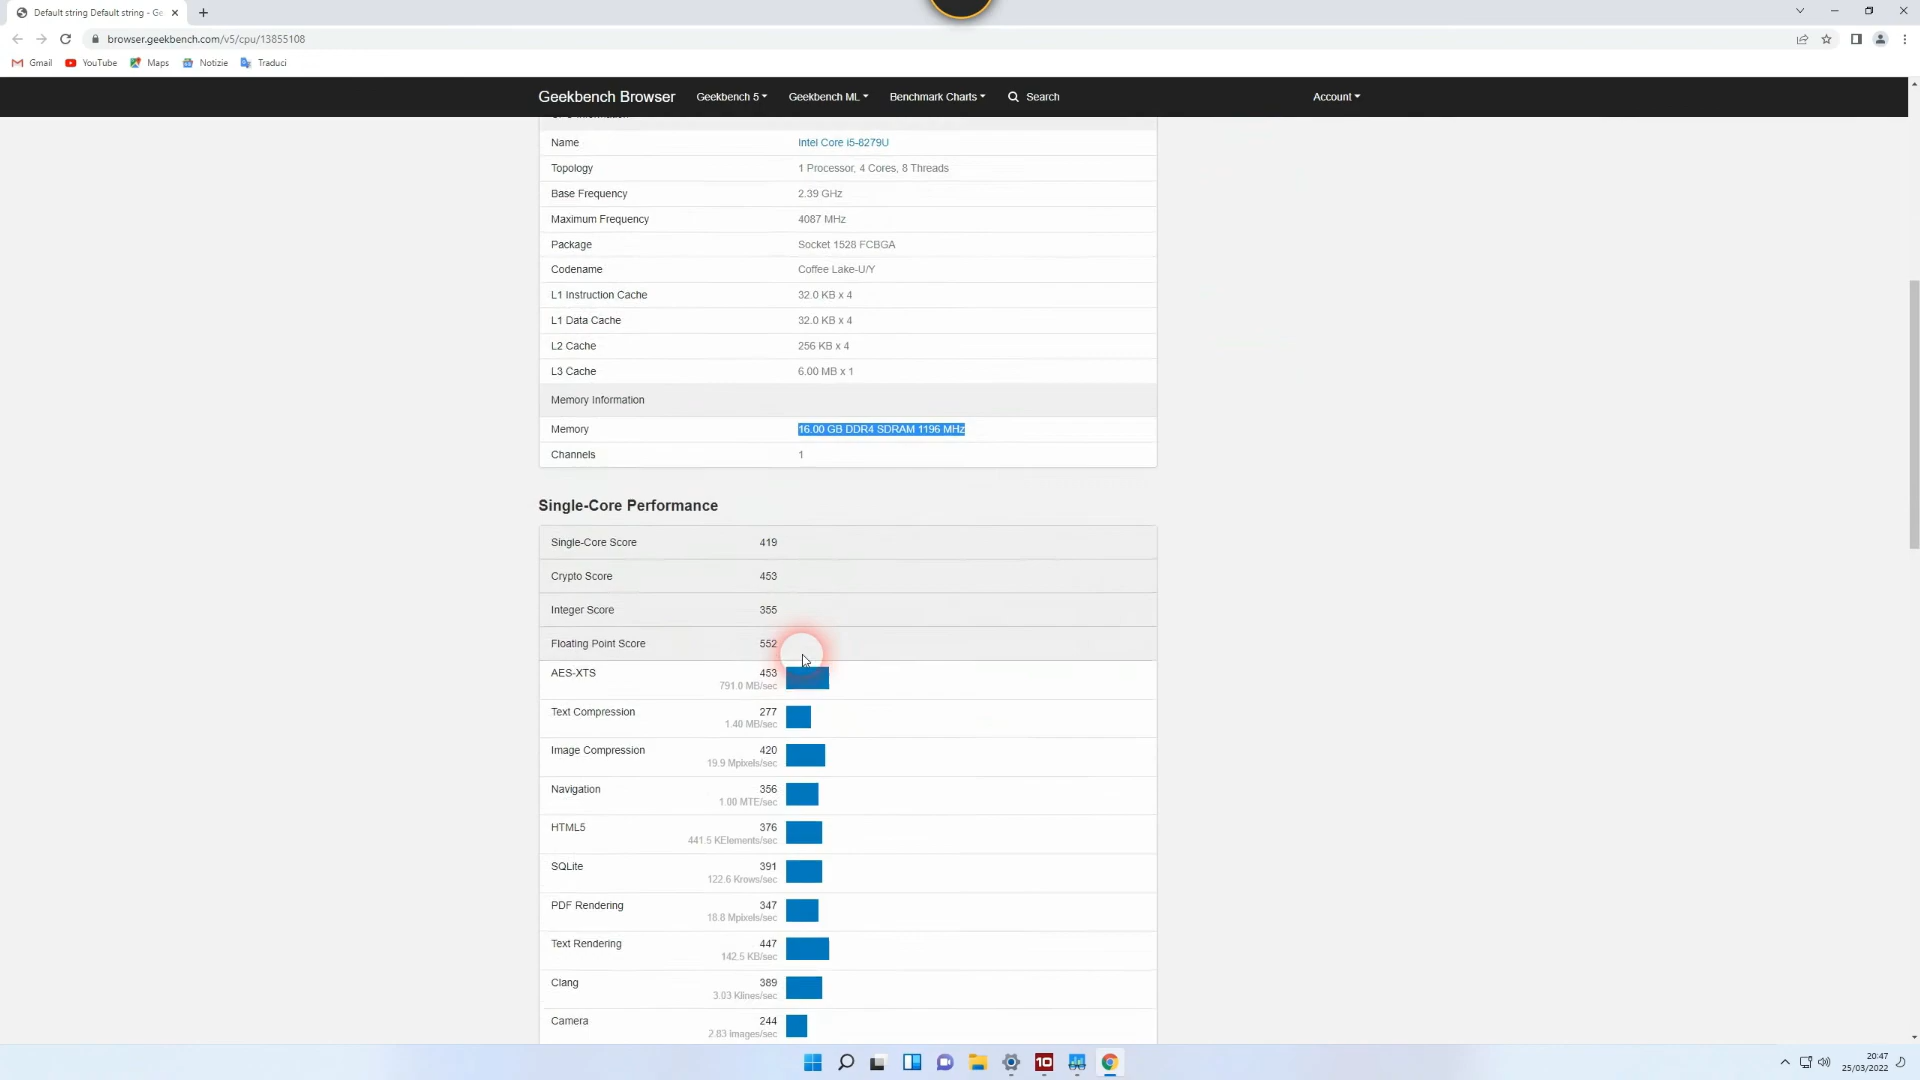 Default string Default string - Ge
browser.geekbench.com/v5/cpu/13855108
Gmail YouTube Maps Notizie Traduci
Geekbench Browser Geekbench 5 Geekbench ML Benchmark Charts Search Account
Name Intel Core i5-8279U
Topology 1 Processor, 4 Cores, 8 Threads
Base Frequency 2.39 GHz
Maximum Frequency 4087 MHz
Package Socket 1528 FCBGA
Codename Coffee Lake-U/Y
L1 Instruction Cache 32.0 KB x 4
L1 Data Cache 32.0 KB x 4
L2 Cache 256 KB x 4
L3 Cache 6.00 MB x 1
Memory Information
Memory 16.00 GB DDR4 SDRAM 1196 MHz
Channels 1
Single-Core Performance
Single-Core Score 419
Crypto Score 453
Integer Score 355
Floating Point Score 552
AES-XTS 453
791.0 MB/sec
Text Compression 277
1.40 MB/sec
Image Compression 420
19.9 Mpixels/sec
Navigation 356
1.00 MTE/sec
HTML5 376
441.5 KElements/sec
SQLite 391
122.6 Krows/sec
PDF Rendering 347
18.8 Mpixels/sec
Text Rendering 447
142.5 KB/sec
Clang 389
3.03 Klines/sec
Camera 244
2.83 images/sec
10
20:47
25/03/2022